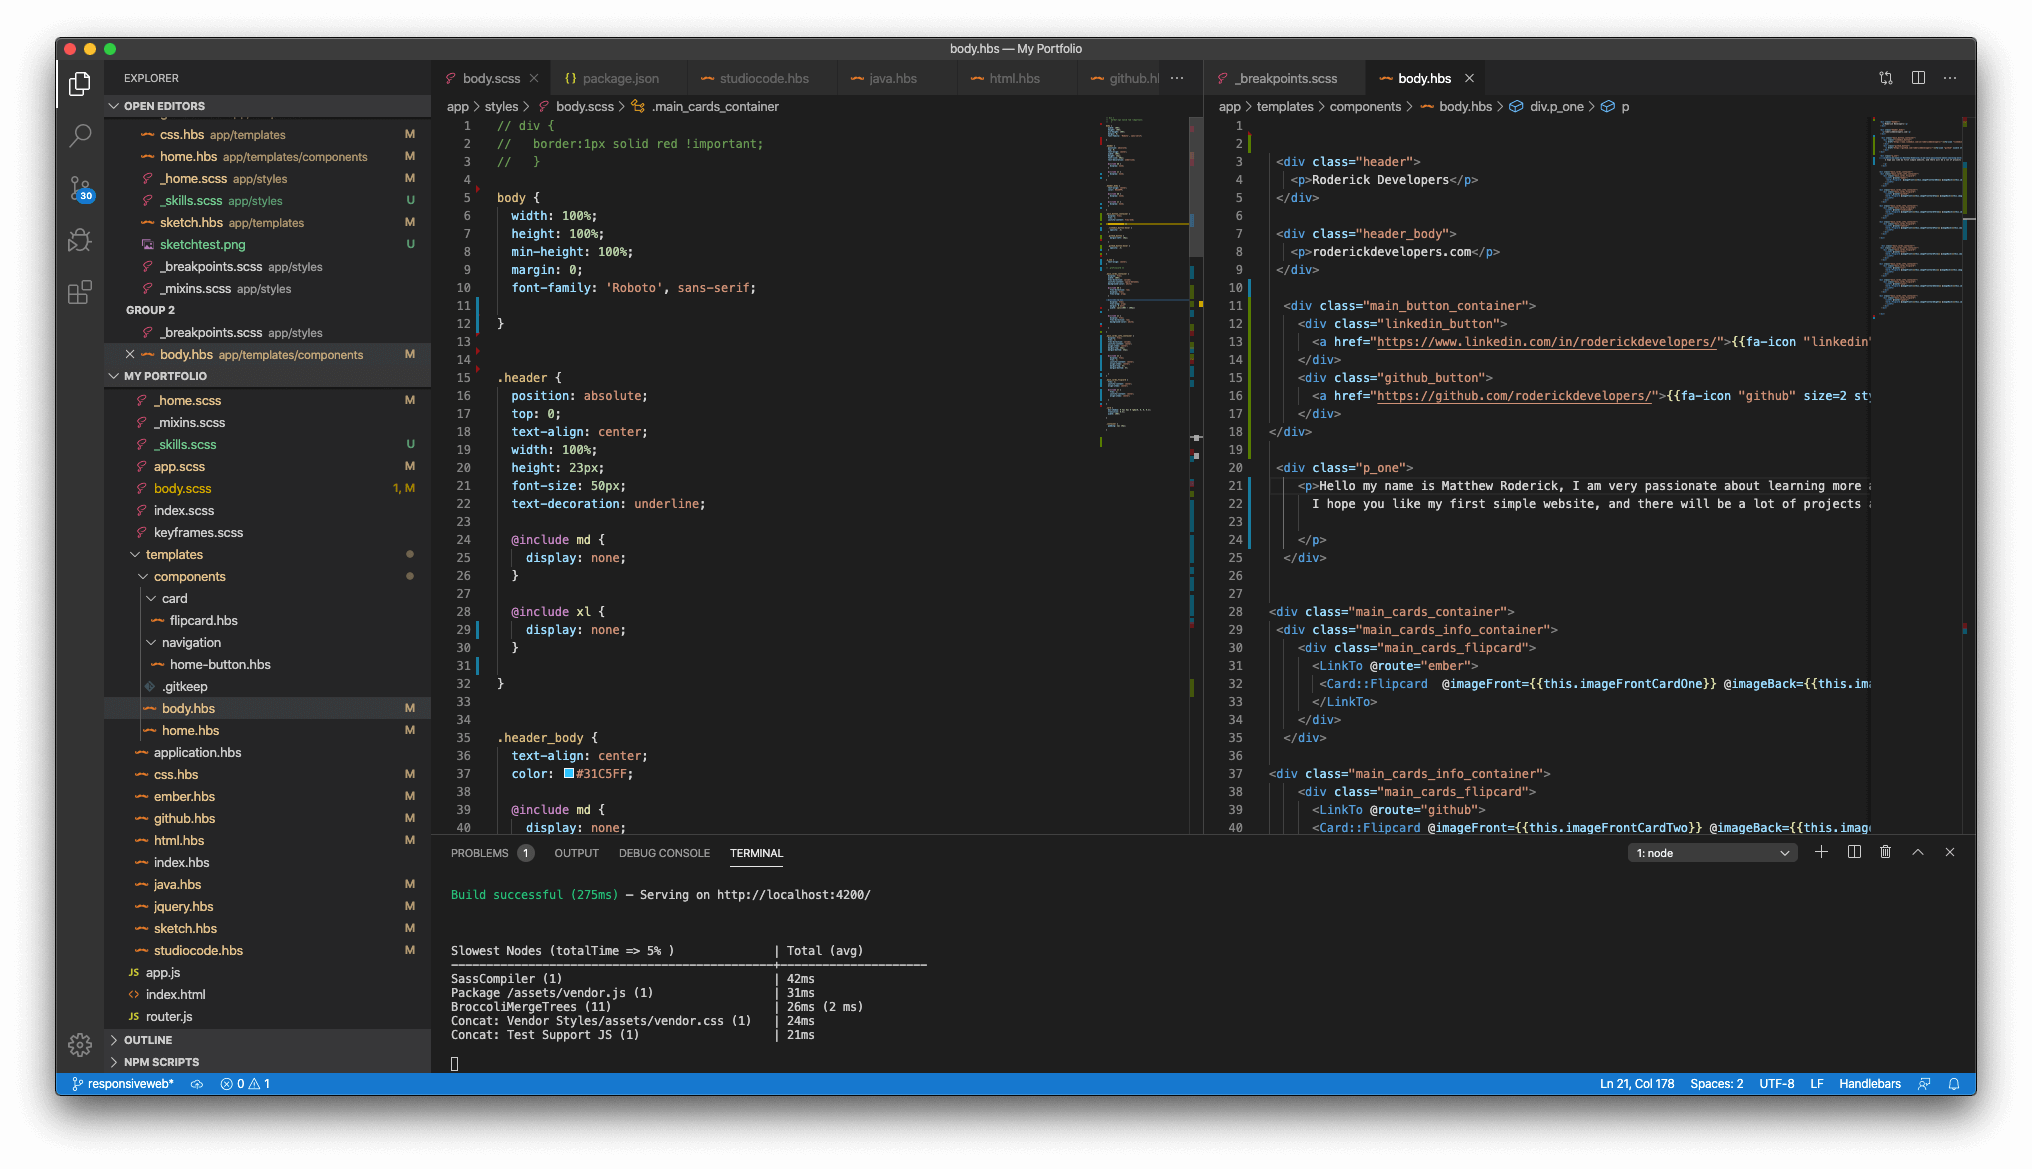 body.hbs — My Portfolio
EXPLORER
OPEN EDITORS
css.hbs app/templates M
home.hbs app/templates/components M
_home.scss app/styles M
_skills.scss app/styles U
sketch.hbs app/templates M
sketchtest.png U
_breakpoints.scss app/styles
_mixins.scss app/styles
GROUP 2
_breakpoints.scss app/styles
body.hbs app/templates/components M
MY PORTFOLIO
_home.scss M
_mixins.scss
_skills.scss U
app.scss M
body.scss 1, M
index.scss
keyframes.scss
templates
components
card
flipcard.hbs
navigation
home-button.hbs
.gitkeep
body.hbs M
home.hbs M
application.hbs
css.hbs M
ember.hbs M
github.hbs M
html.hbs M
index.hbs
java.hbs M
jquery.hbs M
sketch.hbs M
studiocode.hbs M
JS app.js
<> index.html
JS router.js
OUTLINE
NPM SCRIPTS
30
body.scss {} package.json studiocode.hbs java.hbs html.hbs github.hl ...
app > styles > body.scss > .main_cards_container
1 // div {
2 //   border:1px solid red !important;
3 //   }
4
5 body {
6   width: 100%;
7   height: 100%;
8   min-height: 100%;
9   margin: 0;
10   font-family: 'Roboto', sans-serif;
11
12 }
13
14
15 .header {
16   position: absolute;
17   top: 0;
18   text-align: center;
19   width: 100%;
20   height: 23px;
21   font-size: 50px;
22   text-decoration: underline;
23
24   @include md {
25     display: none;
26   }
27
28   @include xl {
29     display: none;
30   }
31
32 }
33
34
35 .header_body {
36   text-align: center;
37   color: #31C5FF;
38
39   @include md {
40     display: none;
_breakpoints.scss body.hbs
app > templates > components > body.hbs > div.p_one > p
1
2
3 <div class="header">
4   <p>Roderick Developers</p>
5 </div>
6
7 <div class="header_body">
8   <p>roderickdevelopers.com</p>
9 </div>
10
11  <div class="main_button_container">
12    <div class="linkedin_button">
13      <a href="https://www.linkedin.com/in/roderickdevelopers/">{{fa-icon "linkedin"
14    </div>
15    <div class="github_button">
16      <a href="https://github.com/roderickdevelopers/">{{fa-icon "github" size=2 sty
17    </div>
18 </div>
19
20  <div class="p_one">
21    <p>Hello my name is Matthew Roderick, I am very passionate about learning more a
22      I hope you like my first simple website, and there will be a lot of projects a
23
24    </p>
25  </div>
26
27
28 <div class="main_cards_container">
29  <div class="main_cards_info_container">
30    <div class="main_cards_flipcard">
31      <LinkTo @route="ember">
32       <Card::Flipcard  @imageFront={{this.imageFrontCardOne}} @imageBack={{this.ima
33      </LinkTo>
34    </div>
35  </div>
36
37 <div class="main_cards_info_container">
38    <div class="main_cards_flipcard">
39      <LinkTo @route="github">
40      <Card::Flipcard @imageFront={{this.imageFrontCardTwo}} @imageBack={{this.imag
PROBLEMS 1 OUTPUT DEBUG CONSOLE TERMINAL
1: node
Build successful (275ms) – Serving on http://localhost:4200/
Slowest Nodes (totalTime => 5% ) | Total (avg)
SassCompiler (1) | 42ms
Package /assets/vendor.js (1) | 31ms
BroccoliMergeTrees (11) | 26ms (2 ms)
Concat: Vendor Styles/assets/vendor.css (1) | 24ms
Concat: Test Support JS (1) | 21ms
responsiveweb* 0 1
Ln 21, Col 178 Spaces: 2 UTF-8 LF Handlebars